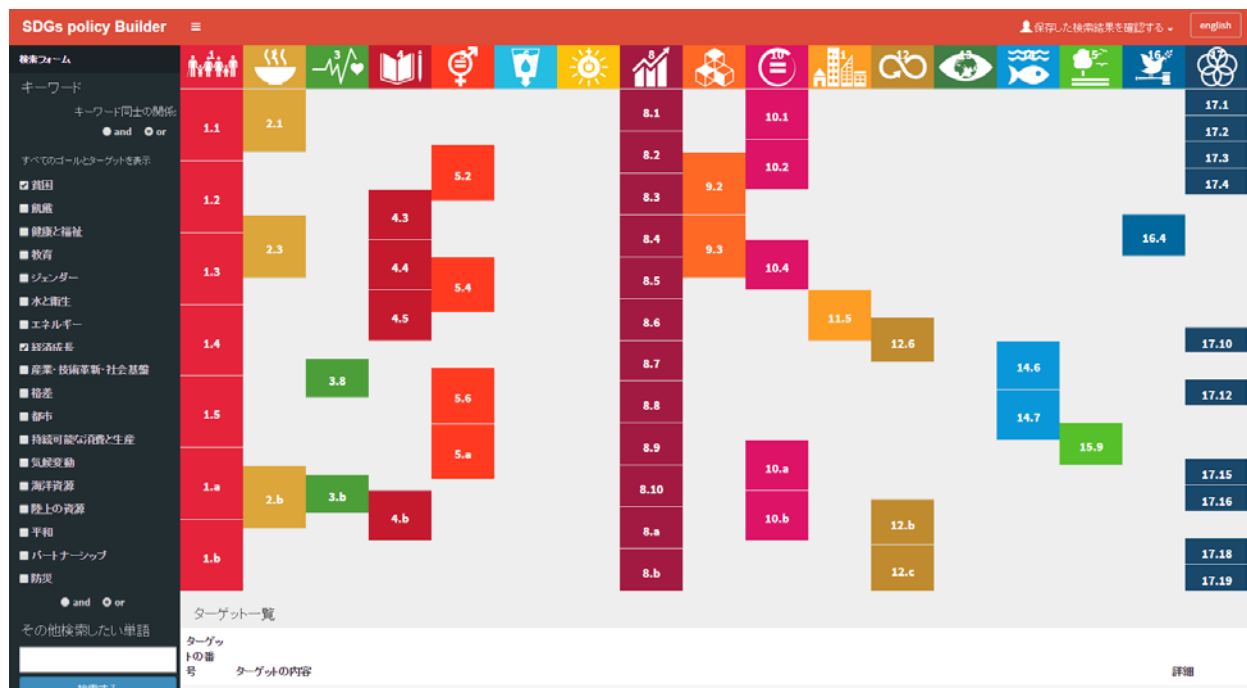 SDGs policy Builder
保存した検索結果を確認する
english
検索フォーム
キーワード
キーワード同士の関係:
and or
すべてのゴールとターゲットを表示
貧困
飢餓
健康と福祉
教育
ジェンダー
水と衛生
エネルギー
経済成長
産業・技術革新・社会基盤
格差
都市
持続可能な消費と生産
気候変動
海洋資源
陸上の資源
平和
パートナーシップ
防災
and or
その他検索したい単語
検索する
1.1
1.2
1.3
1.4
1.5
1.a
1.b
2.1
2.3
2.b
3
3.8
3.b
4.3
4.4
4.5
4.b
5.2
5.4
5.6
5.a
8
8.1
8.2
8.3
8.4
8.5
8.6
8.7
8.8
8.9
8.10
8.a
8.b
9.2
9.3
10
10.1
10.2
10.4
10.a
10.b
11.5
12
12.6
12.b
12.c
13
14.6
14.7
15.9
16
16.4
17.1
17.2
17.3
17.4
17.10
17.12
17.15
17.16
17.18
17.19
ターゲット一覧
ターゲッ
トの番
号 ターゲットの内容 詳細